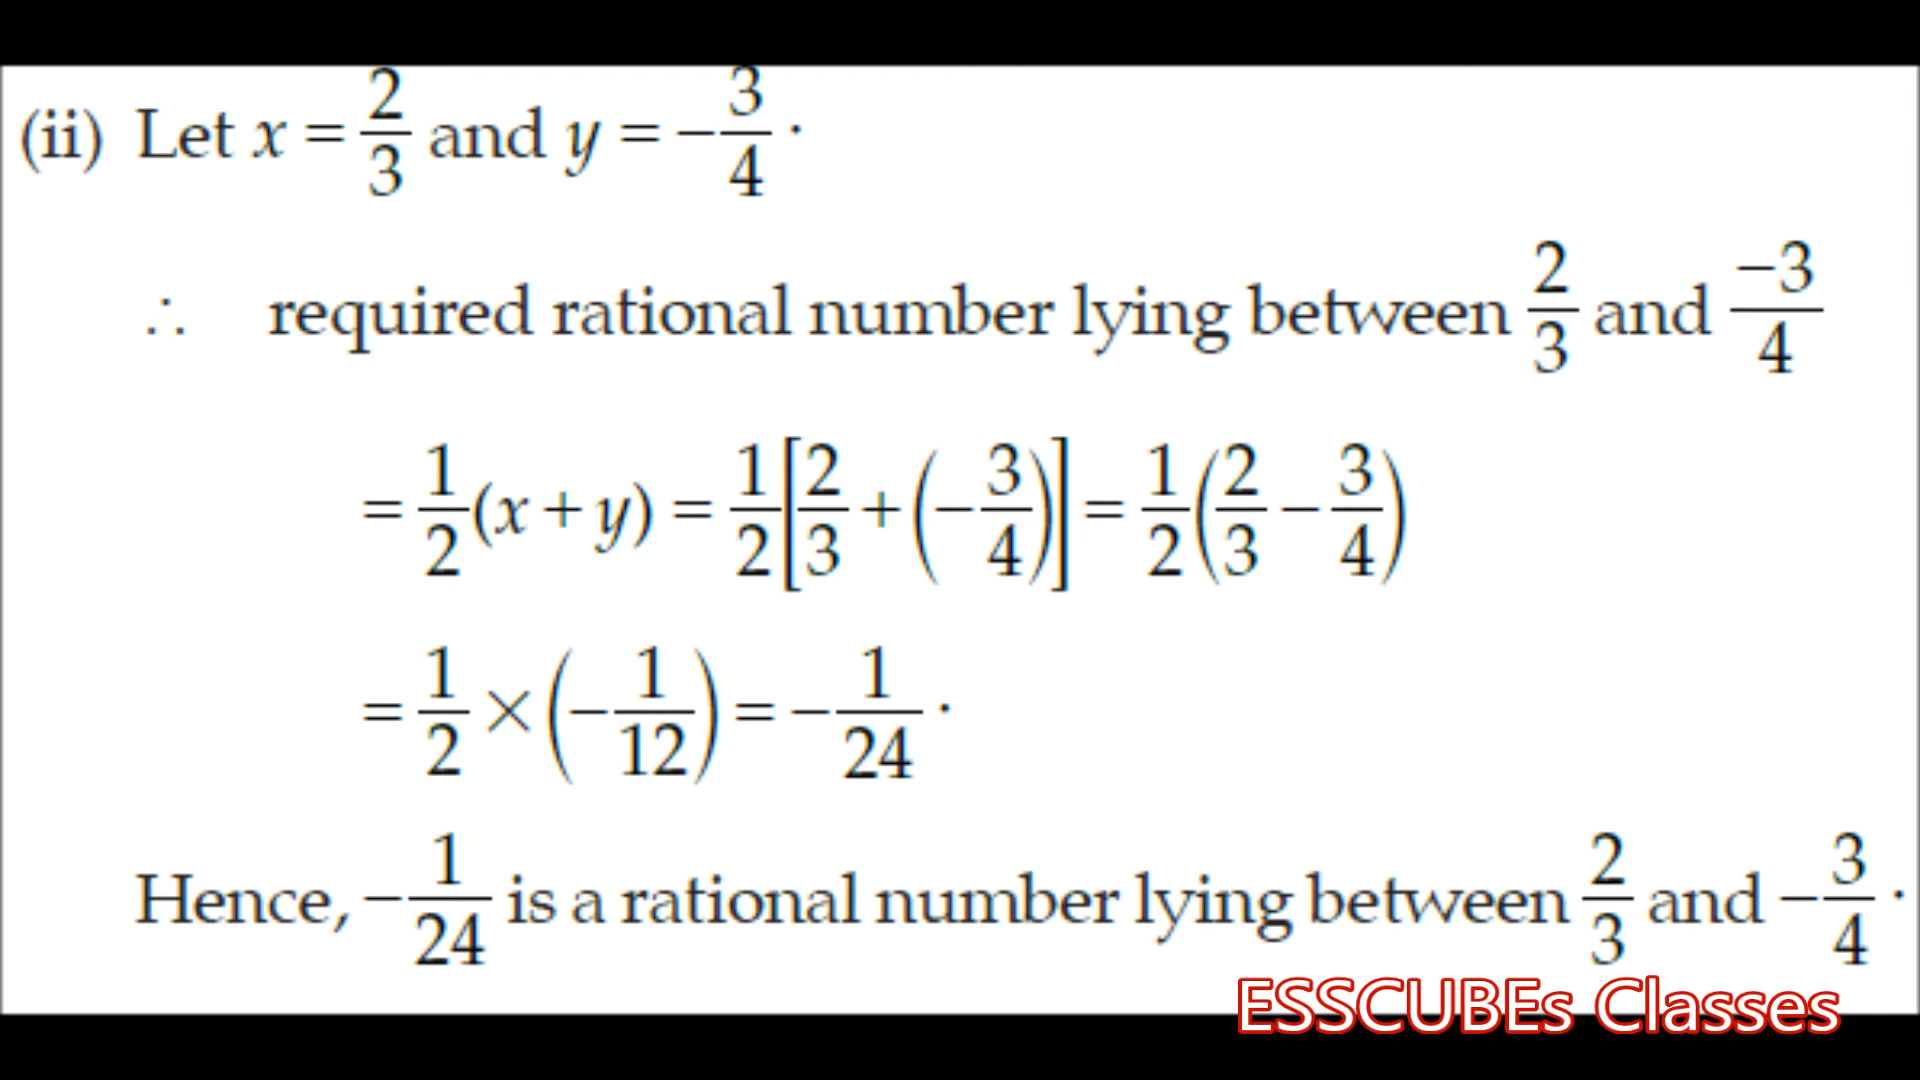 (ii) Let x = 2/3 and y = −3/4 ·
∴ required rational number lying between 2/3 and −3/4
= 1/2(x + y) = 1/2[2/3 + (−3/4)] = 1/2(2/3 − 3/4)
= 1/2 × (−1/12) = −1/24 ·
Hence, −1/24 is a rational number lying between 2/3 and −3/4 ·
ESSCUBEs Classes